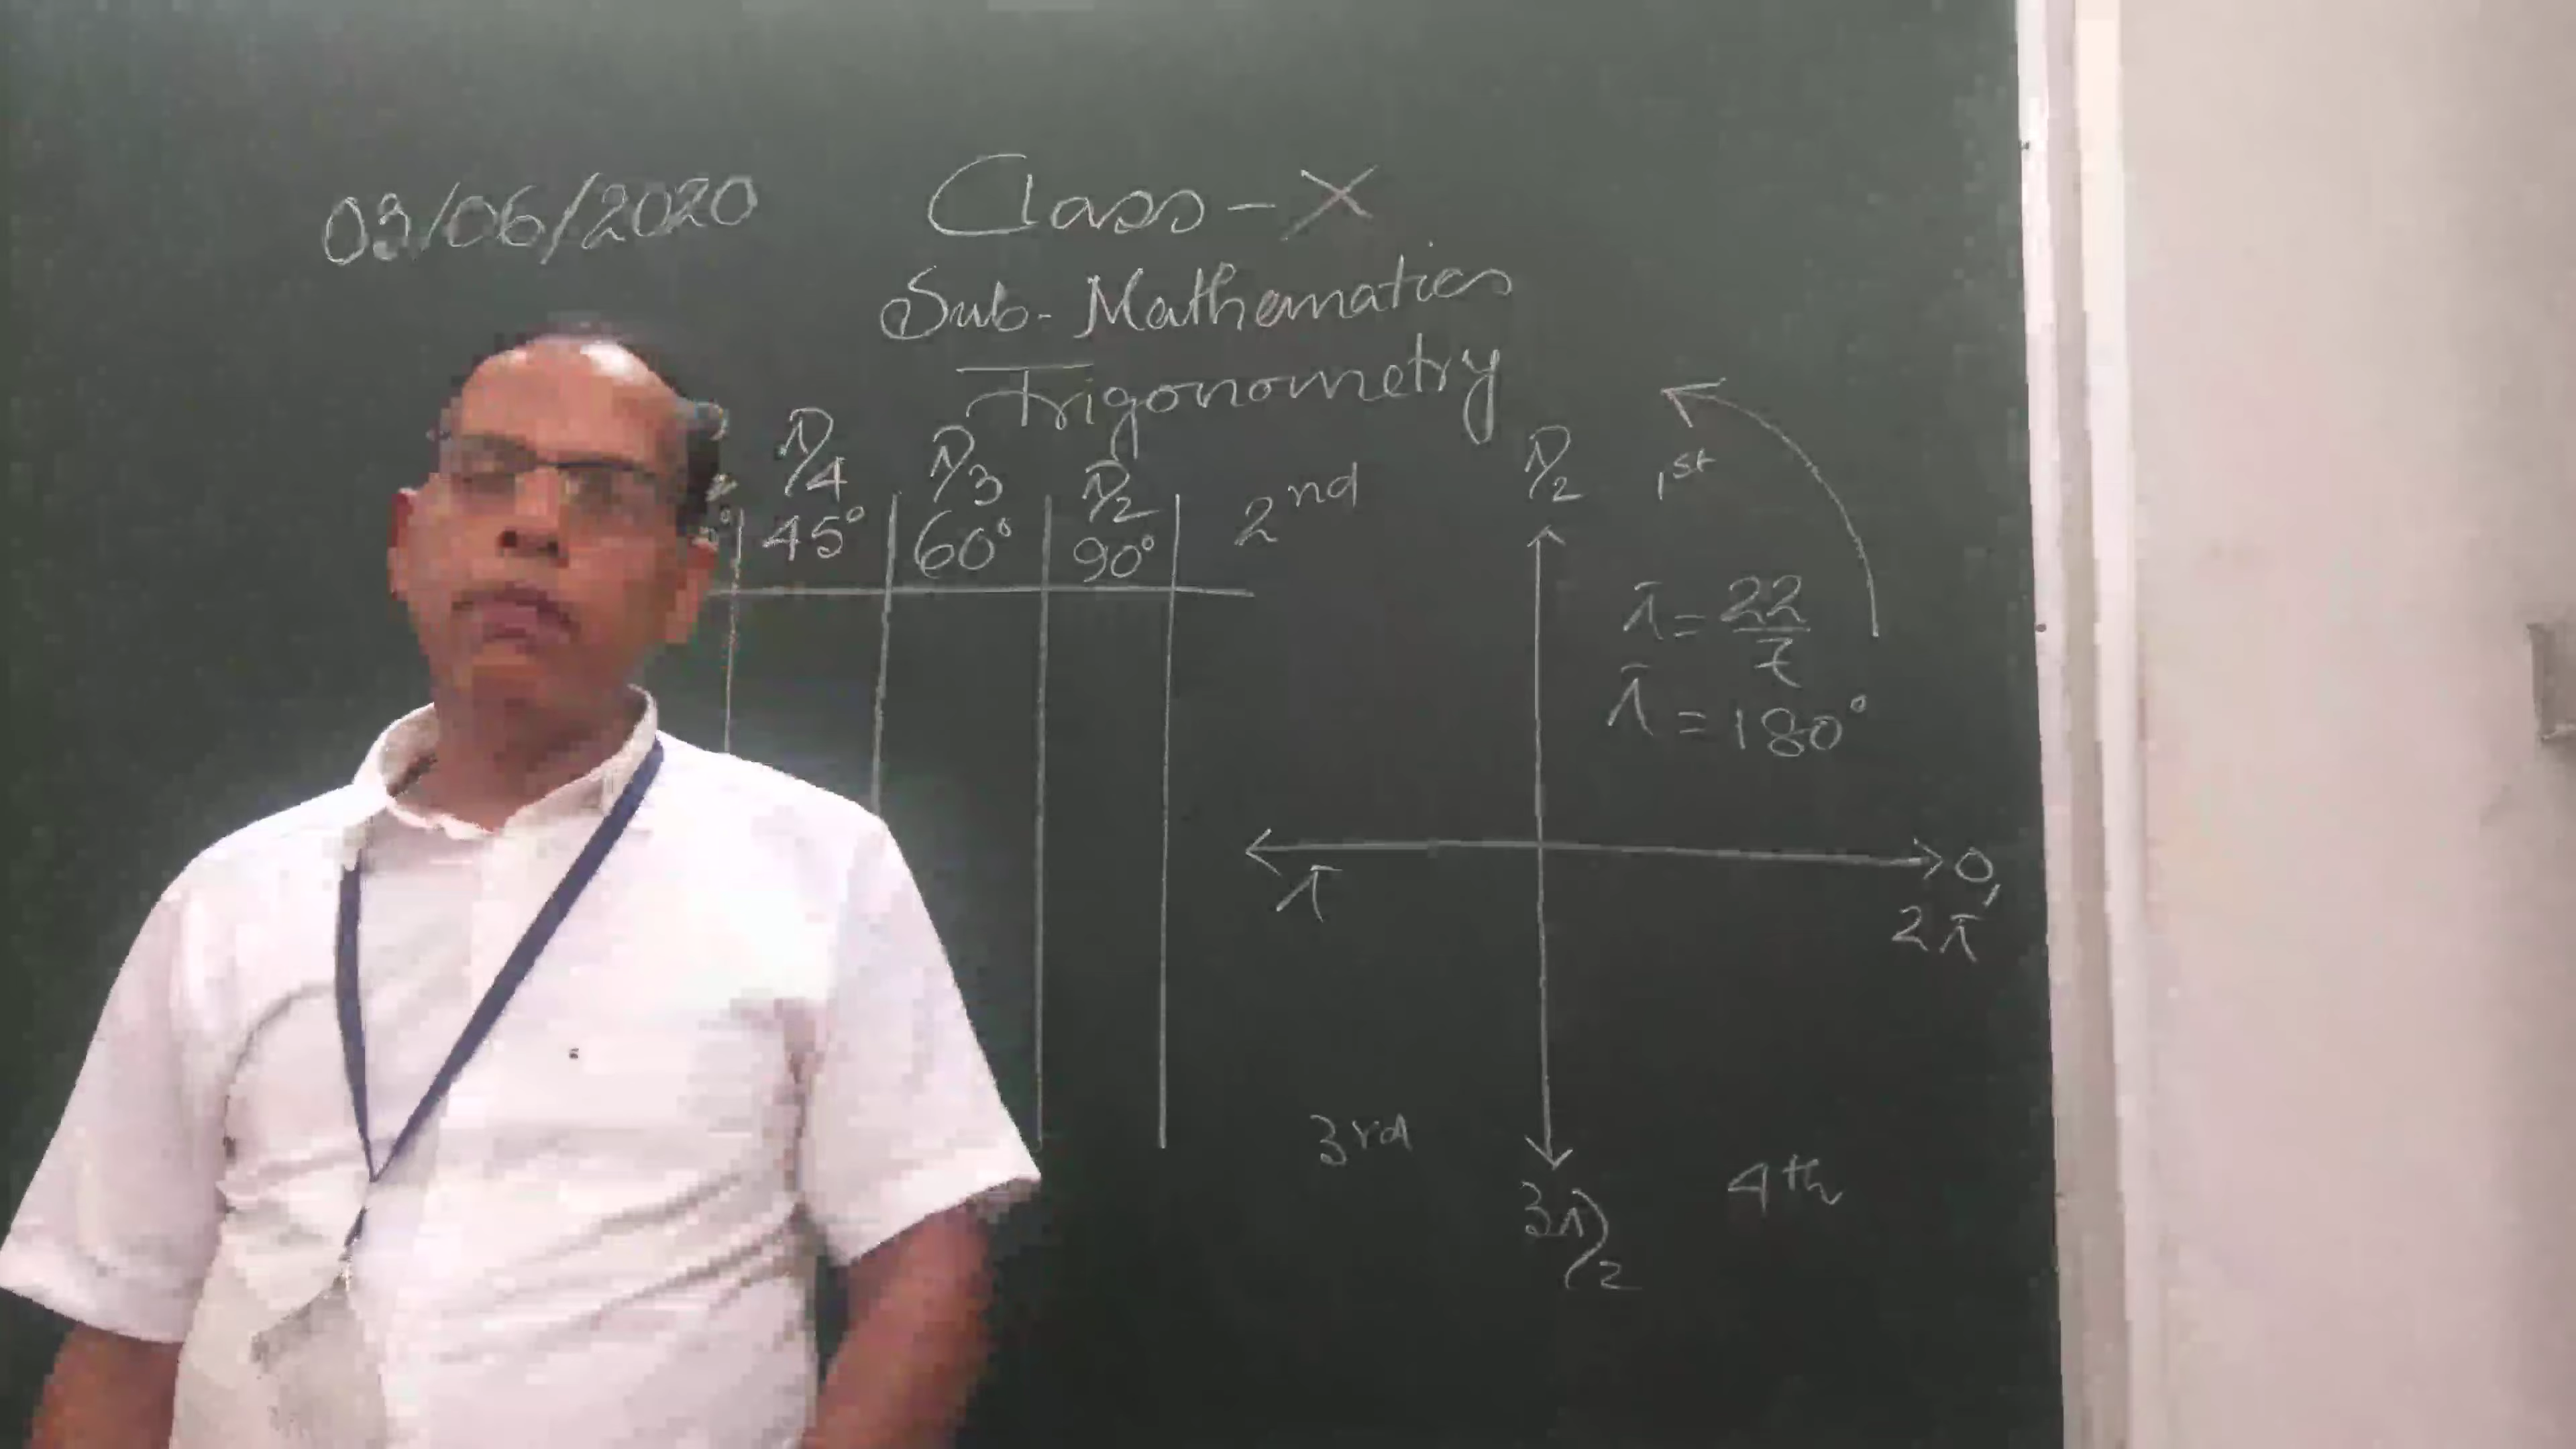 03/06/2020
Class - X
Sub- Mathematics
Trigonometry
π/4 π/3 π/2
45° 60° 90°
2nd
π/2
1st
π = 22/7
π = 180°
π
0,
2π
3rd
4th
3π/2